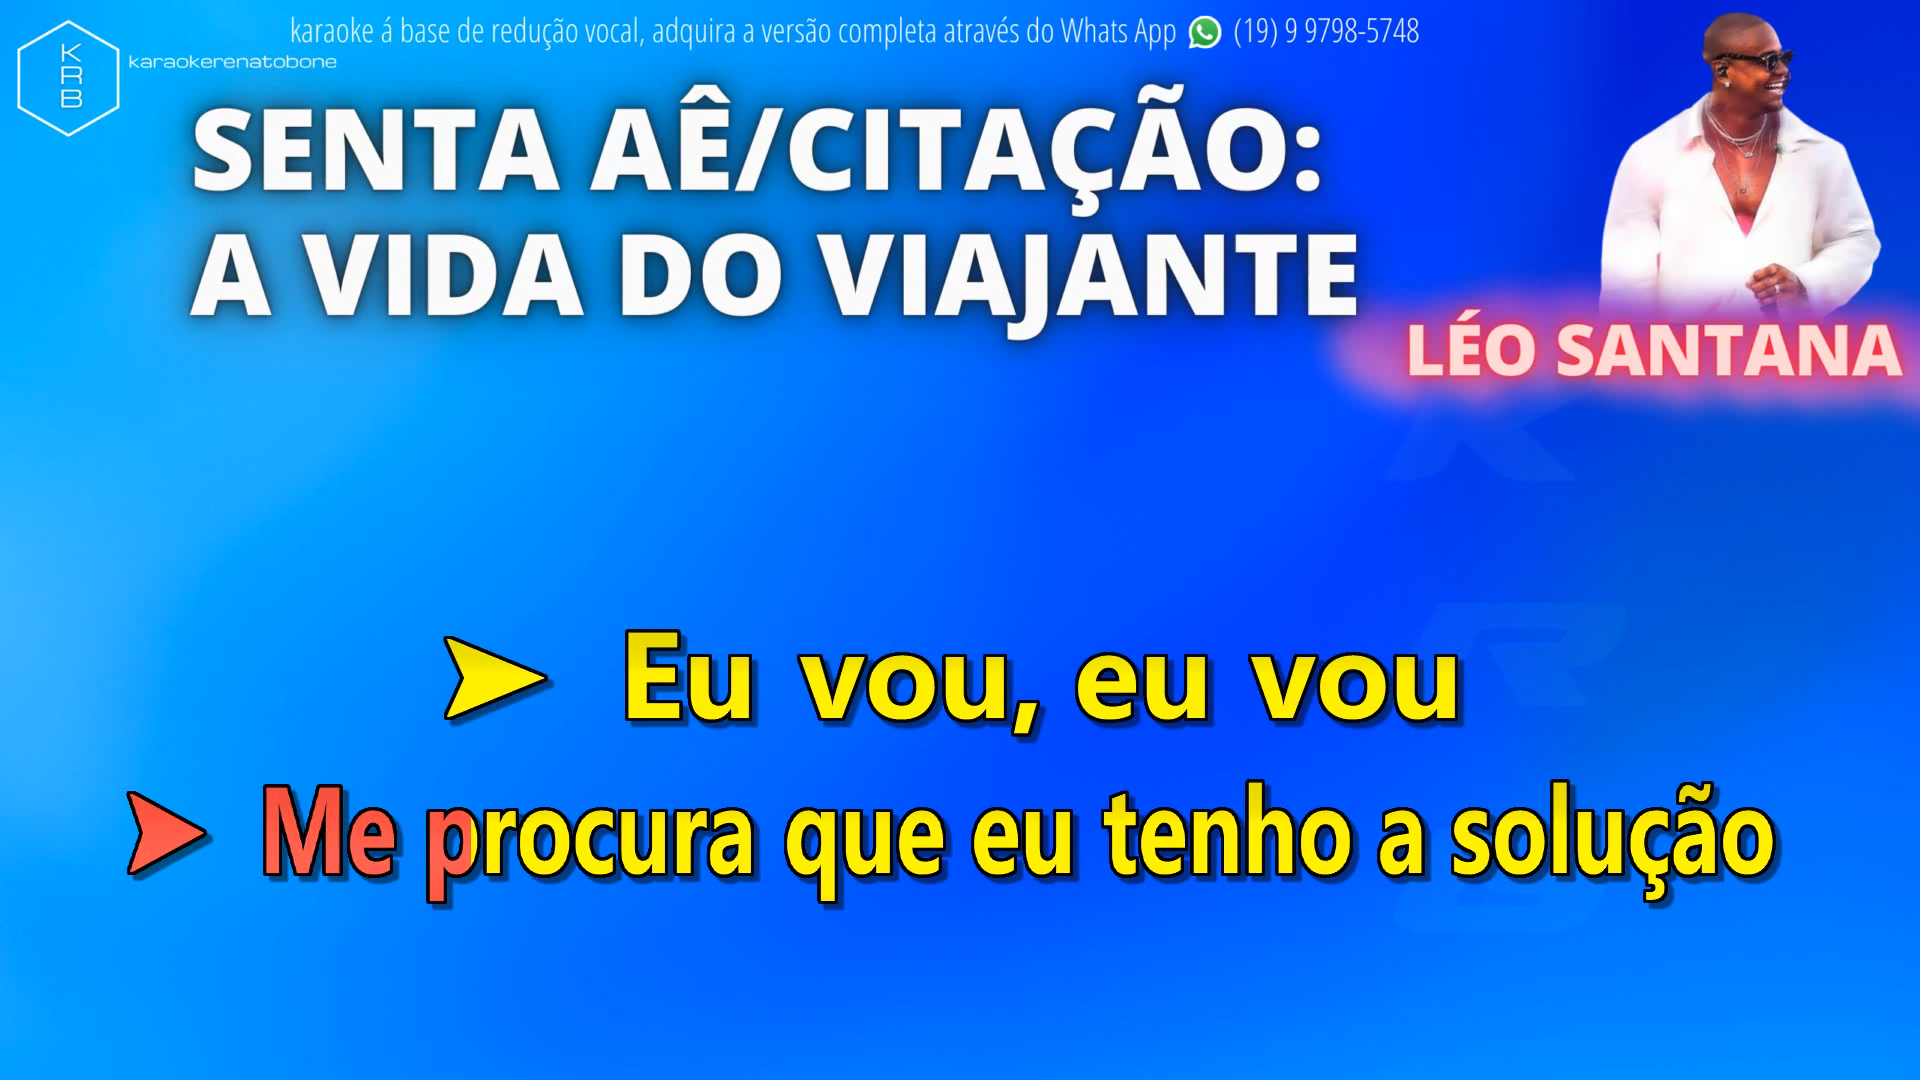 karaoke á base de redução vocal, adquira a versão completa através do Whats App (19) 9 9798-5748
KRB
karaokerenatobone
SENTA AÊ/CITAÇÃO:
A VIDA DO VIAJANTE
LÉO SANTANA
K
R
B
Eu vou, eu vou
Me procura que eu tenho a solução